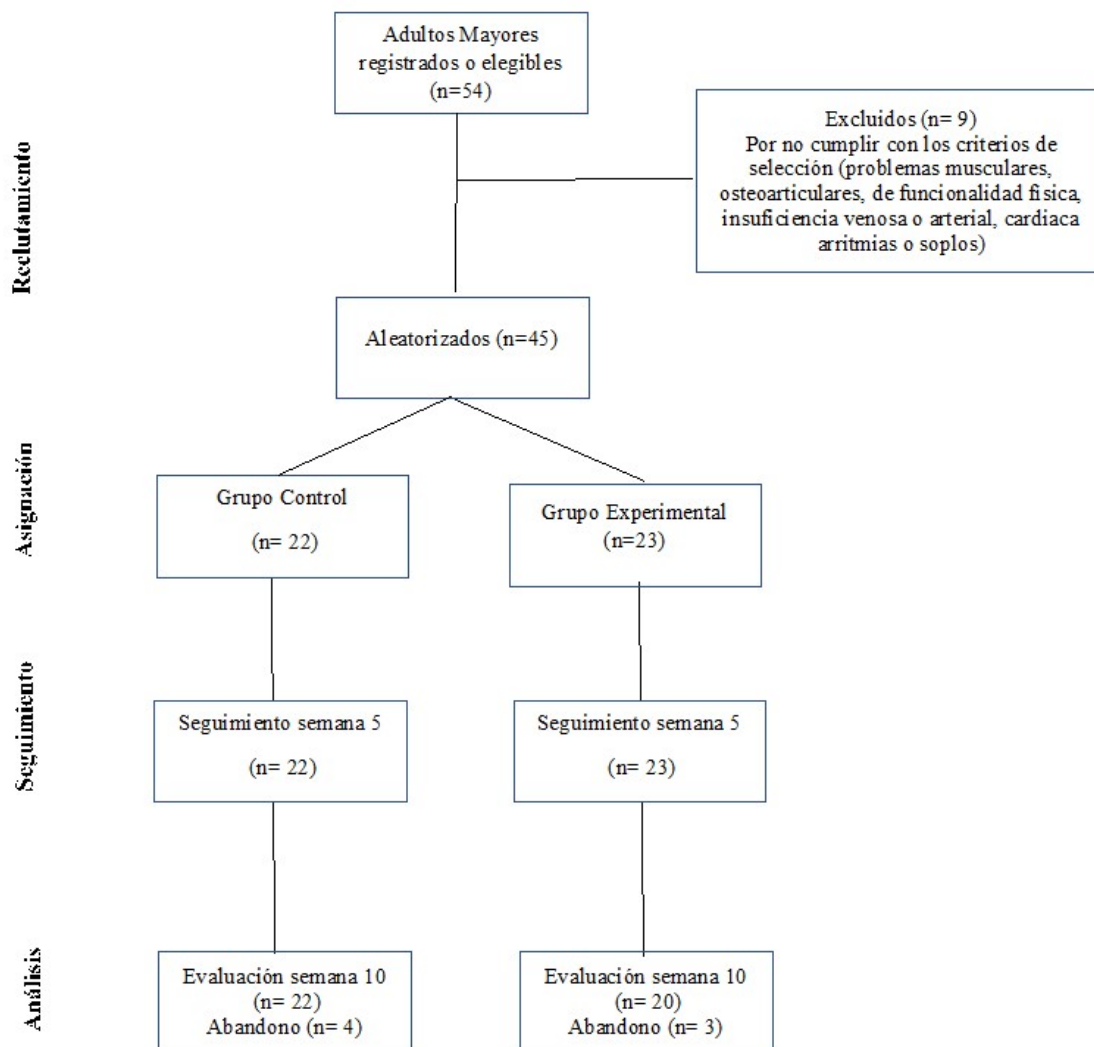 Adultos Mayores
registrados o elegibles
(n=54)
Excluidos (n= 9)
Por no cumplir con los criterios de
selección (problemas musculares,
osteoarticulares, de funcionalidad física,
insuficiencia venosa o arterial, cardiaca
arritmias o soplos)
Reclutamiento
Aleatorizados (n=45)
Asignación
Grupo Control
(n= 22)
Grupo Experimental
(n=23)
Seguimiento
Seguimiento semana 5
(n= 22)
Seguimiento semana 5
(n= 23)
Análisis
Evaluación semana 10
(n= 22)
Abandono (n= 4)
Evaluación semana 10
(n= 20)
Abandono (n= 3)